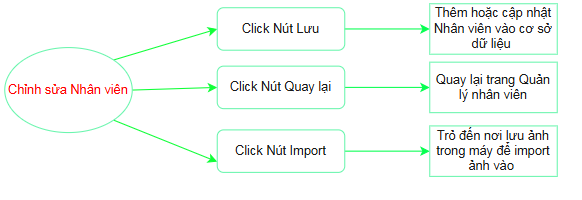 Chỉnh sửa Nhân viên
Click Nút Lưu
Thêm hoặc cập nhật
Nhân viên vào cơ sở
dữ liệu
Click Nút Quay lại
Quay lại trang Quản
lý nhân viên
Click Nút Import
Trỏ đến nơi lưu ảnh
trong máy để import
ảnh vào